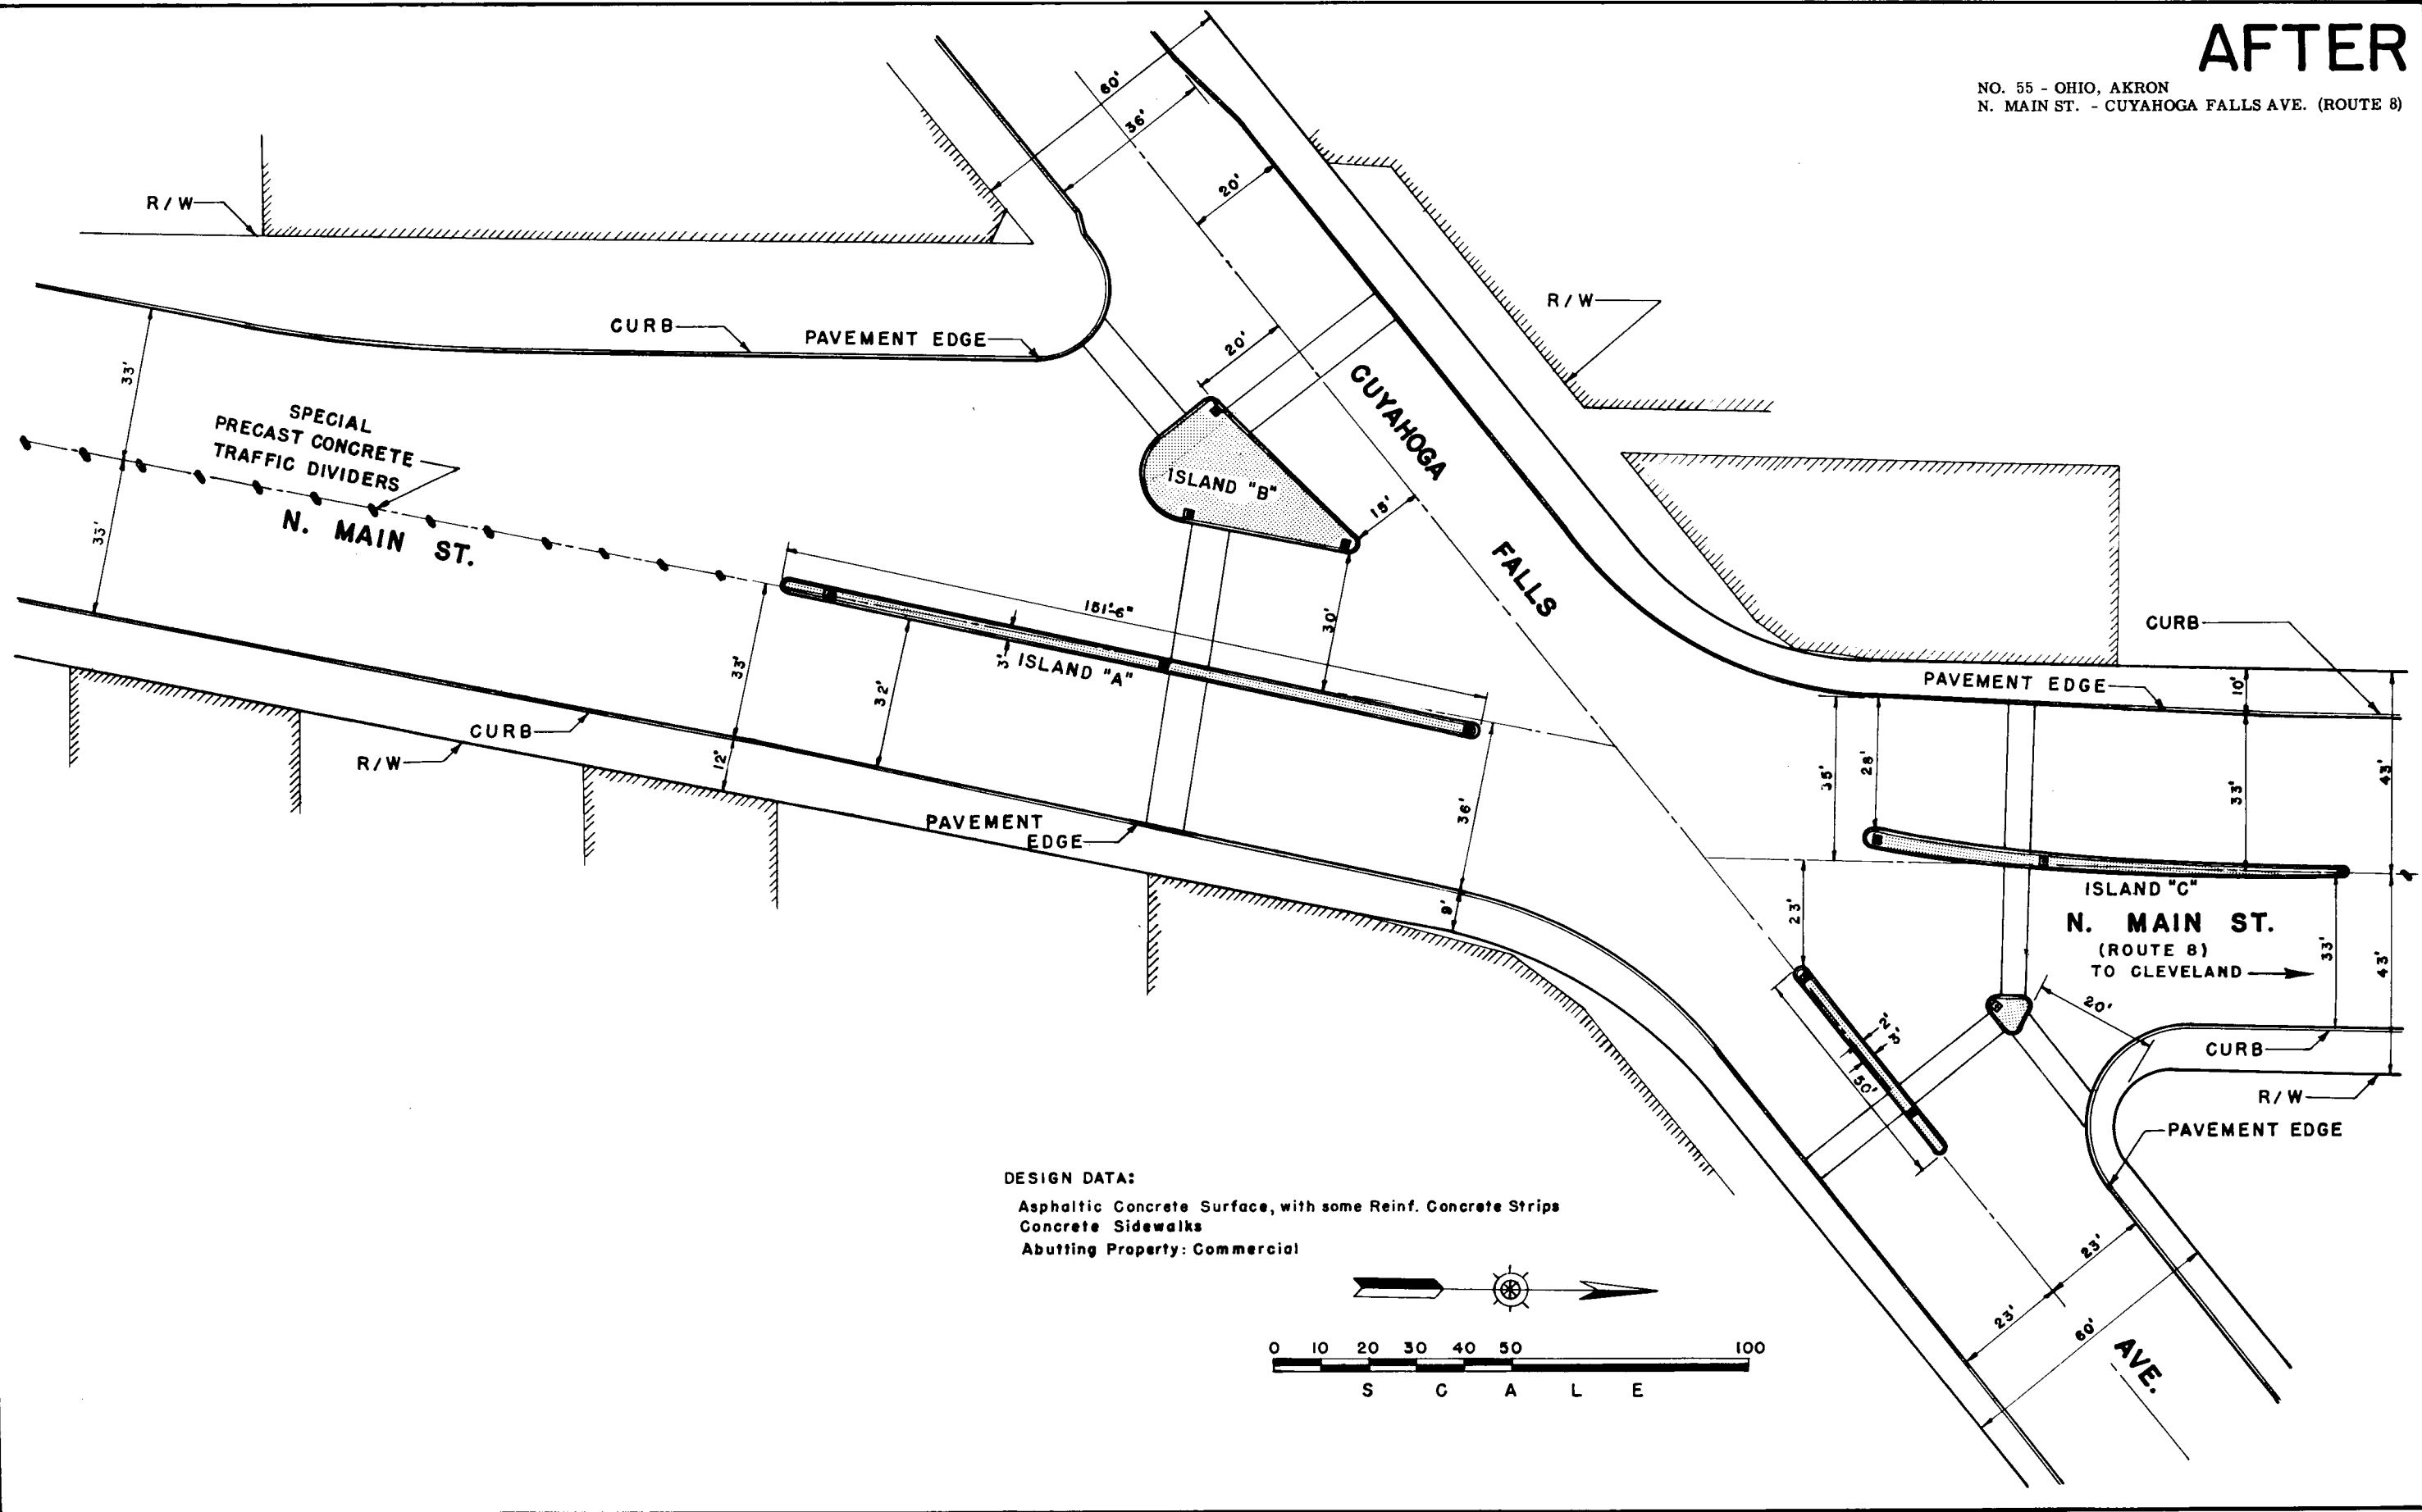 AFTER
NO. 55 - OHIO, AKRON
N. MAIN ST. - CUYAHOGA FALLS AVE. (ROUTE 8)
60'
36'
20'
R/W
R/W
CURB
PAVEMENT EDGE
33'
20'
SPECIAL
PRECAST CONCRETE
TRAFFIC DIVIDERS
N. MAIN ST.
33'
CUYAHOGA
FALLS
AVE.
ISLAND "B"
15'
151'-6"
30'
3'
ISLAND "A"
33'
32'
12'
CURB
R/W
PAVEMENT
EDGE
36'
9'
CURB
PAVEMENT EDGE
10'
35'
28'
33'
43'
ISLAND "C"
N. MAIN ST.
(ROUTE 8)
TO CLEVELAND
23'
33'
43'
20'
2'
3'
50'
CURB
R/W
PAVEMENT EDGE
23'
23'
60'
DESIGN DATA:
Asphaltic Concrete Surface, with some Reinf. Concrete Strips
Concrete Sidewalks
Abutting Property: Commercial
0 10 20 30 40 50 100
S C A L E